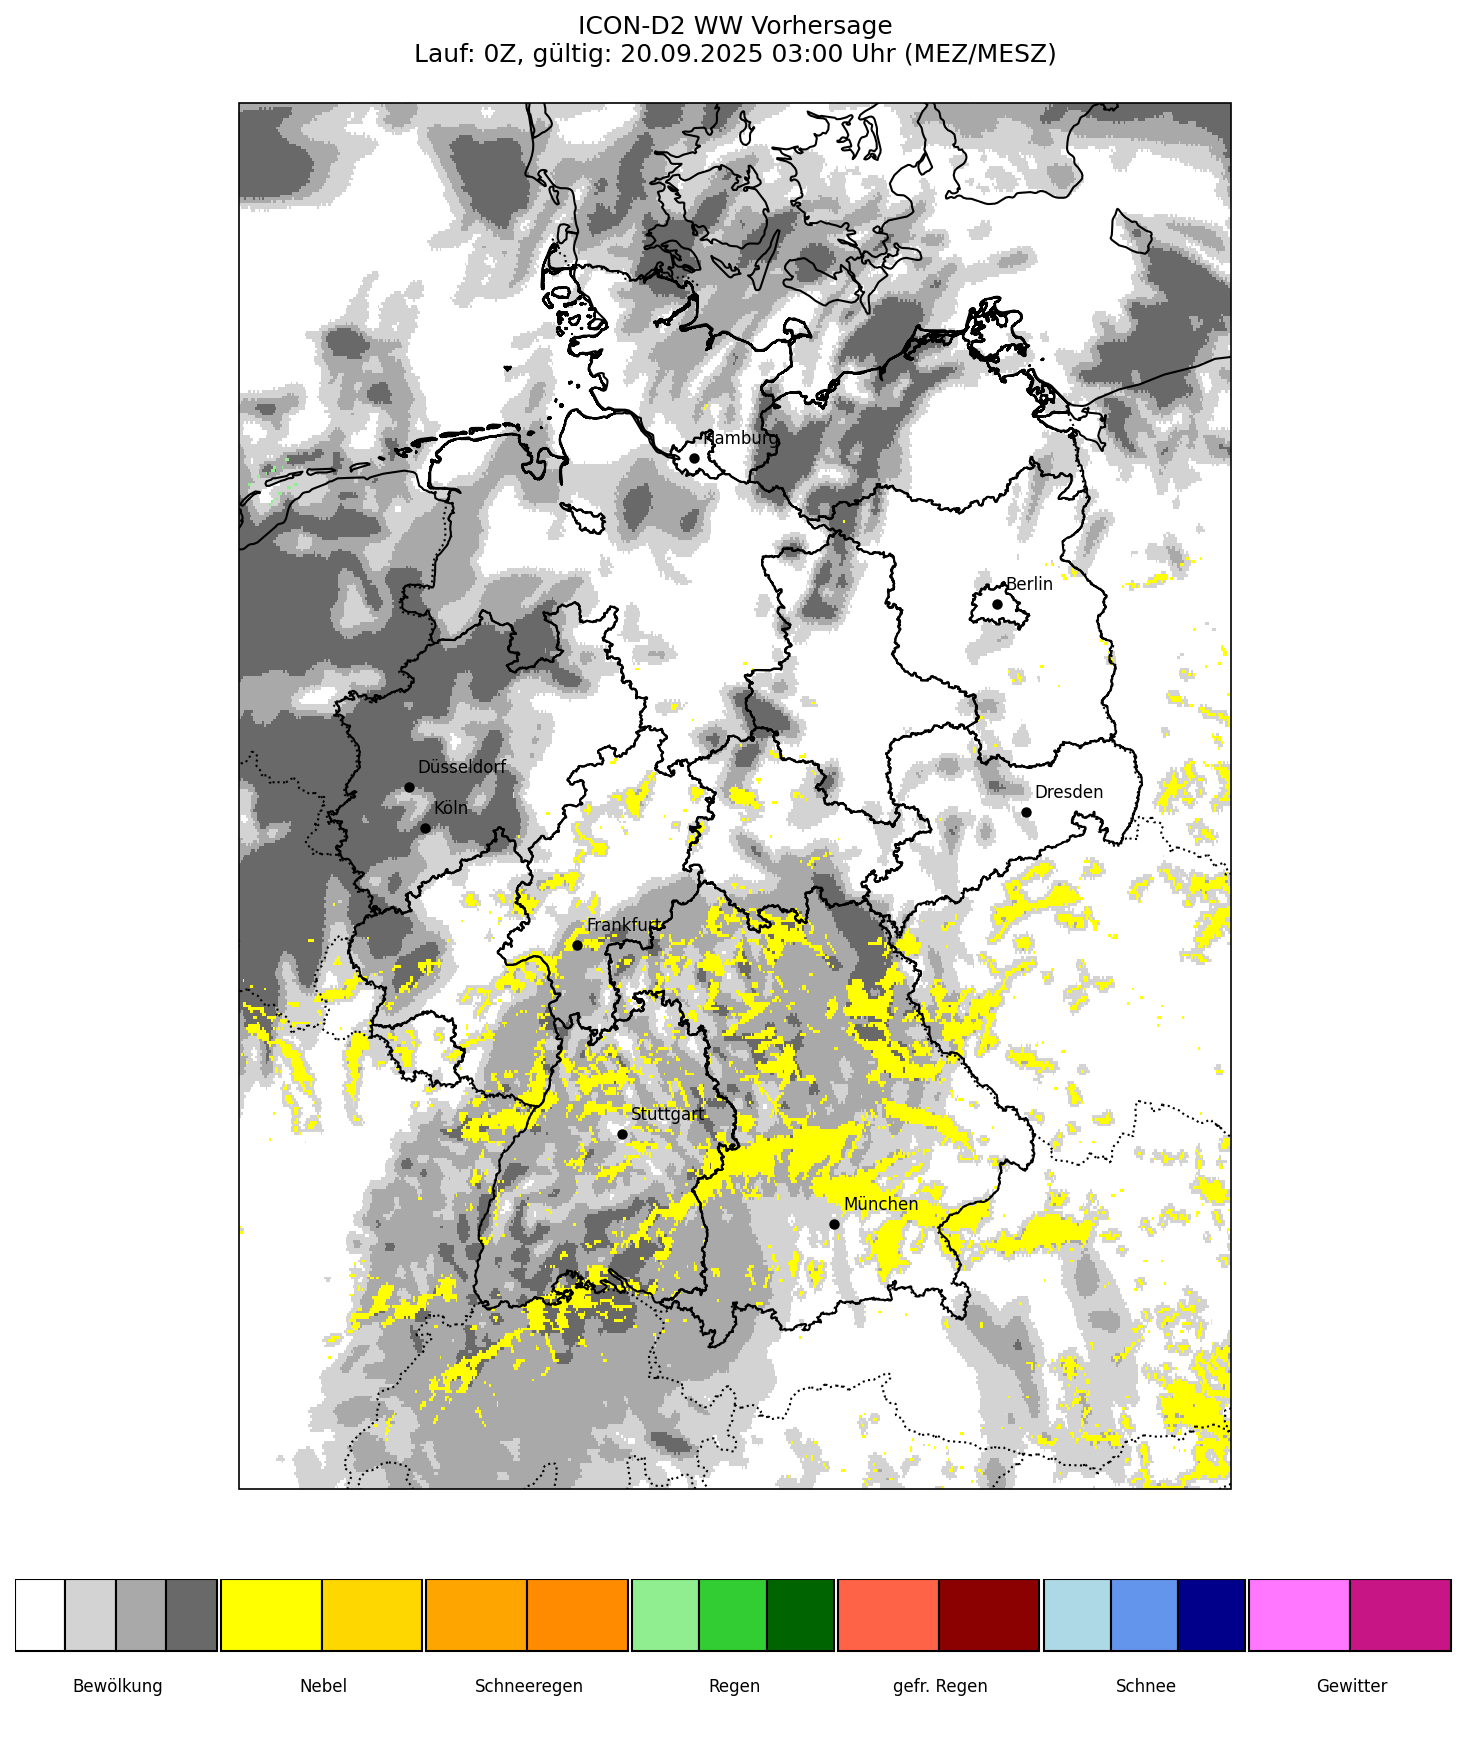 ICON-D2 WW Vorhersage
Lauf: 0Z, gültig: 20.09.2025 03:00 Uhr (MEZ/MESZ)
Hamburg
Berlin
Düsseldorf
Köln
Dresden
Frankfurt
Stuttgart
München
Bewölkung
Nebel
Schneeregen
Regen
gefr. Regen
Schnee
Gewitter